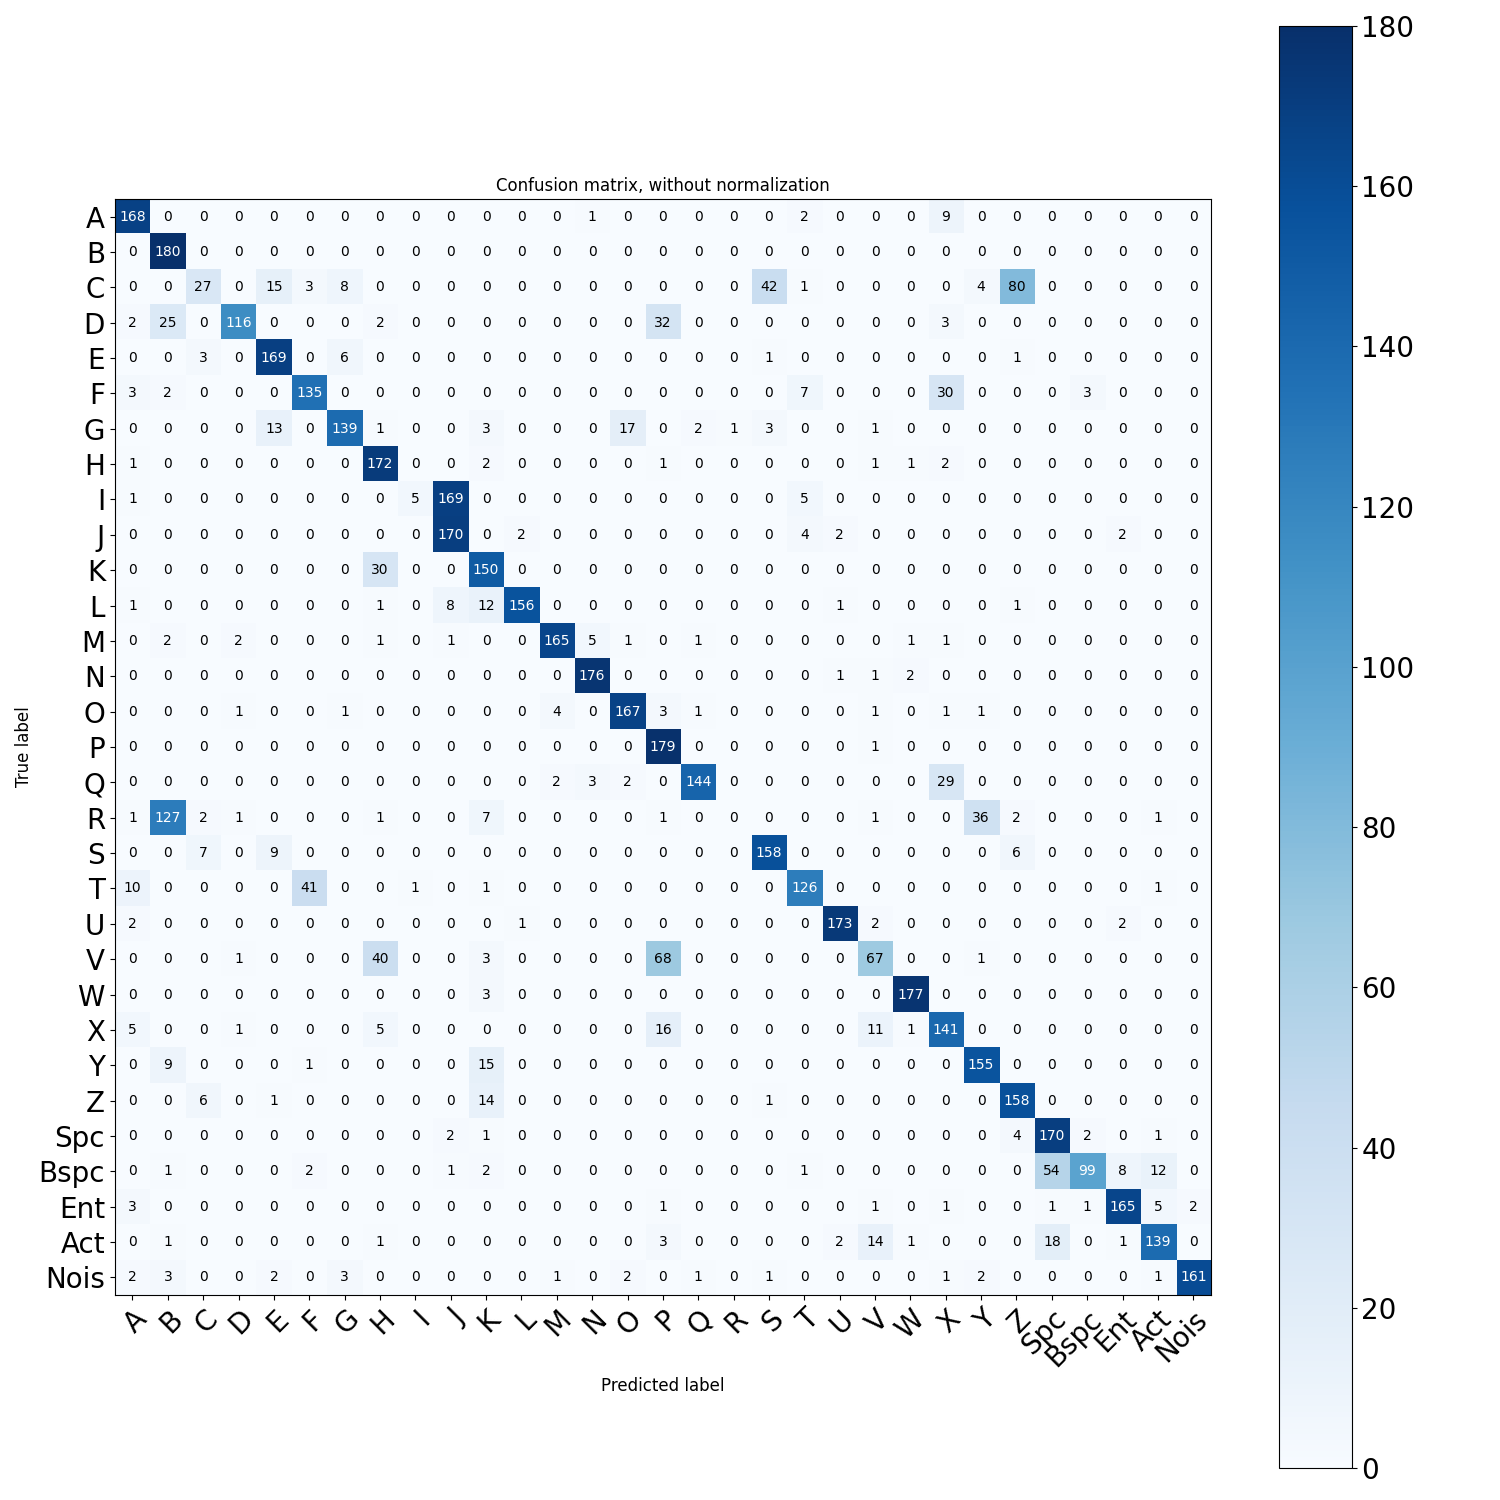 Confusion matrix, without normalization
A 168 0 0 0 0 0 0 0 0 0 0 0 0 1 0 0 0 0 0 2 0 0 0 9 0 0 0 0 0 0 0
B 0 180 0 0 0 0 0 0 0 0 0 0 0 0 0 0 0 0 0 0 0 0 0 0 0 0 0 0 0 0 0
C 0 0 27 0 15 3 8 0 0 0 0 0 0 0 0 0 0 0 42 1 0 0 0 0 4 80 0 0 0 0 0
D 2 25 0 116 0 0 0 2 0 0 0 0 0 0 0 32 0 0 0 0 0 0 0 3 0 0 0 0 0 0 0
E 0 0 3 0 169 0 6 0 0 0 0 0 0 0 0 0 0 0 1 0 0 0 0 0 0 1 0 0 0 0 0
F 3 2 0 0 0 135 0 0 0 0 0 0 0 0 0 0 0 0 0 7 0 0 0 30 0 0 0 3 0 0 0
G 0 0 0 0 13 0 139 1 0 0 3 0 0 0 17 0 2 1 3 0 0 1 0 0 0 0 0 0 0 0 0
H 1 0 0 0 0 0 0 172 0 0 2 0 0 0 0 1 0 0 0 0 0 1 1 2 0 0 0 0 0 0 0
I 1 0 0 0 0 0 0 0 5 169 0 0 0 0 0 0 0 0 0 5 0 0 0 0 0 0 0 0 0 0 0
J 0 0 0 0 0 0 0 0 0 170 0 2 0 0 0 0 0 0 0 4 2 0 0 0 0 0 0 0 2 0 0
K 0 0 0 0 0 0 0 30 0 0 150 0 0 0 0 0 0 0 0 0 0 0 0 0 0 0 0 0 0 0 0
L 1 0 0 0 0 0 0 1 0 8 12 156 0 0 0 0 0 0 0 0 1 0 0 0 0 1 0 0 0 0 0
M 0 2 0 2 0 0 0 1 0 1 0 0 165 5 1 0 1 0 0 0 0 0 1 1 0 0 0 0 0 0 0
N 0 0 0 0 0 0 0 0 0 0 0 0 0 176 0 0 0 0 0 0 1 1 2 0 0 0 0 0 0 0 0
O 0 0 0 1 0 0 1 0 0 0 0 0 4 0 167 3 1 0 0 0 0 1 0 1 1 0 0 0 0 0 0
P 0 0 0 0 0 0 0 0 0 0 0 0 0 0 0 179 0 0 0 0 0 1 0 0 0 0 0 0 0 0 0
Q 0 0 0 0 0 0 0 0 0 0 0 0 2 3 2 0 144 0 0 0 0 0 0 29 0 0 0 0 0 0 0
R 1 127 2 1 0 0 0 1 0 0 7 0 0 0 0 1 0 0 0 0 0 1 0 0 36 2 0 0 0 1 0
S 0 0 7 0 9 0 0 0 0 0 0 0 0 0 0 0 0 0 158 0 0 0 0 0 0 6 0 0 0 0 0
T 10 0 0 0 0 41 0 0 1 0 1 0 0 0 0 0 0 0 0 126 0 0 0 0 0 0 0 0 0 1 0
U 2 0 0 0 0 0 0 0 0 0 0 1 0 0 0 0 0 0 0 0 173 2 0 0 0 0 0 0 2 0 0
V 0 0 0 1 0 0 0 40 0 0 3 0 0 0 0 68 0 0 0 0 0 67 0 0 1 0 0 0 0 0 0
W 0 0 0 0 0 0 0 0 0 0 3 0 0 0 0 0 0 0 0 0 0 0 177 0 0 0 0 0 0 0 0
X 5 0 0 1 0 0 0 5 0 0 0 0 0 0 0 16 0 0 0 0 0 11 1 141 0 0 0 0 0 0 0
Y 0 9 0 0 0 1 0 0 0 0 15 0 0 0 0 0 0 0 0 0 0 0 0 0 155 0 0 0 0 0 0
Z 0 0 6 0 1 0 0 0 0 0 14 0 0 0 0 0 0 0 1 0 0 0 0 0 0 158 0 0 0 0 0
Spc 0 0 0 0 0 0 0 0 0 2 1 0 0 0 0 0 0 0 0 0 0 0 0 0 0 4 170 2 0 1 0
Bspc 0 1 0 0 0 2 0 0 0 1 2 0 0 0 0 0 0 0 0 1 0 0 0 0 0 0 54 99 8 12 0
Ent 3 0 0 0 0 0 0 0 0 0 0 0 0 0 0 1 0 0 0 0 0 1 0 1 0 0 1 1 165 5 2
Act 0 1 0 0 0 0 0 1 0 0 0 0 0 0 0 3 0 0 0 0 2 14 1 0 0 0 18 0 1 139 0
Nois 2 3 0 0 2 0 3 0 0 0 0 0 1 0 2 0 1 0 1 0 0 0 0 1 2 0 0 0 0 1 161
A B C D E F G H I J K L M N O P Q R S T U V W X Y Z Spc Bspc Ent Act Nois
Predicted label
True label
180
160
140
120
100
80
60
40
20
0